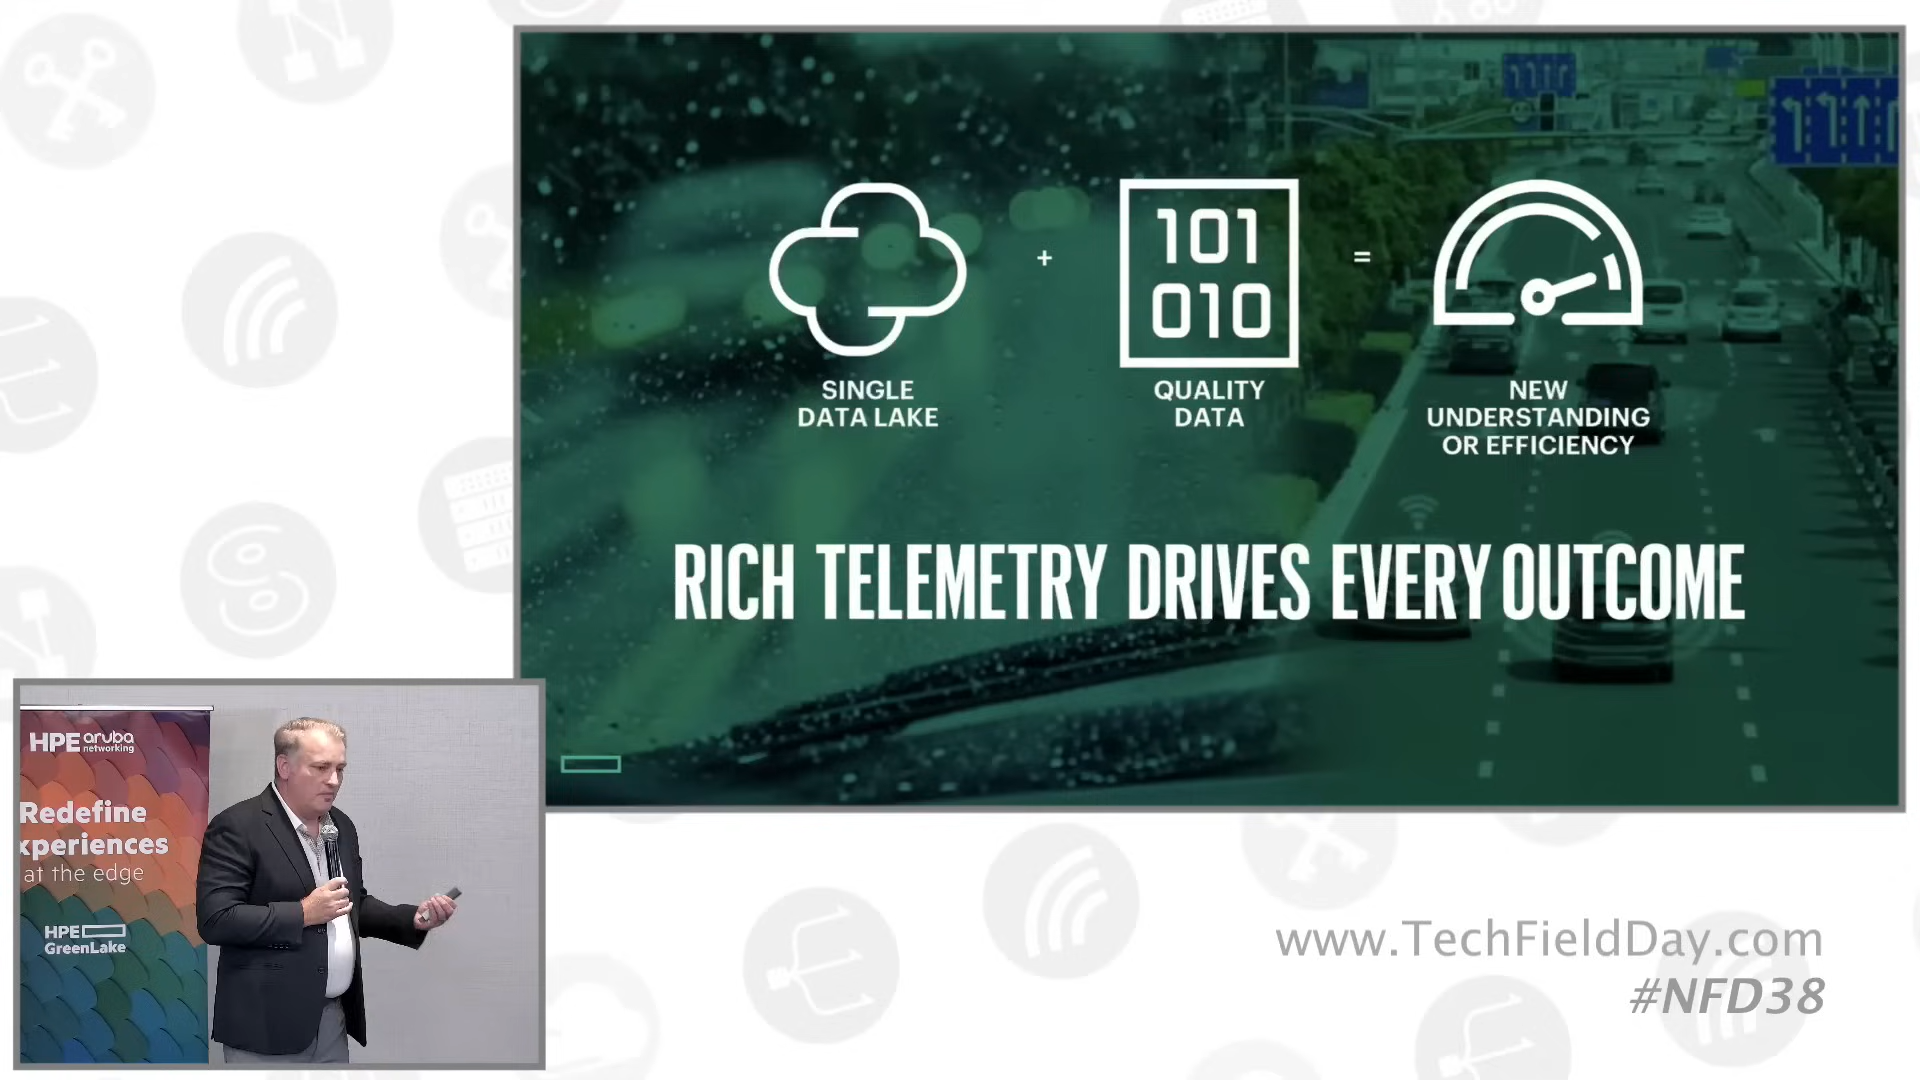 101
010
+
=
SINGLE
DATA LAKE
QUALITY
DATA
NEW
UNDERSTANDING
OR EFFICIENCY
RICH TELEMETRY DRIVES EVERY OUTCOME
HPE aruba
networking
Redefine
xperiences
at the edge
HPE
GreenLake
www.TechFieldDay.com
#NFD38